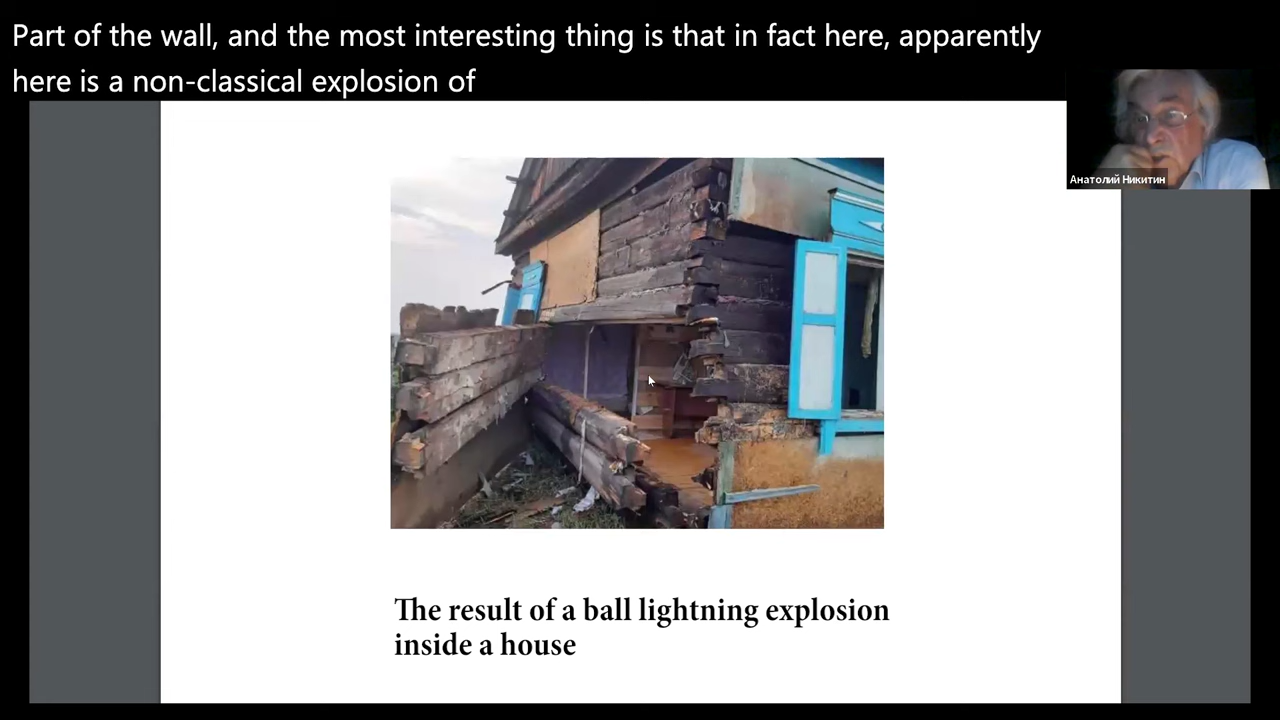 Part of the wall, and the most interesting thing is that in fact here, apparently
here is a non-classical explosion of
Анатолий Никитин
The result of a ball lightning explosion
inside a house